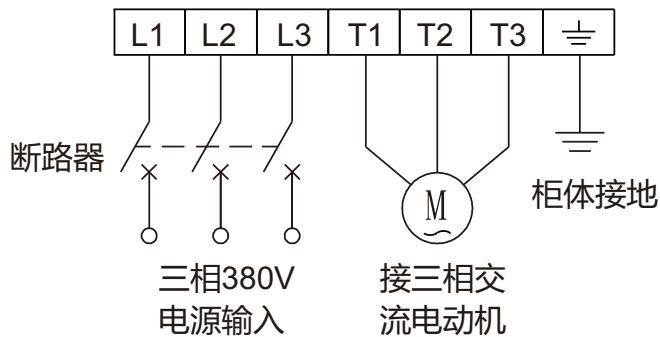 L1 L2 L3 T1 T2 T3
断路器
M
柜体接地
三相380V
电源输入
接三相交
流电动机